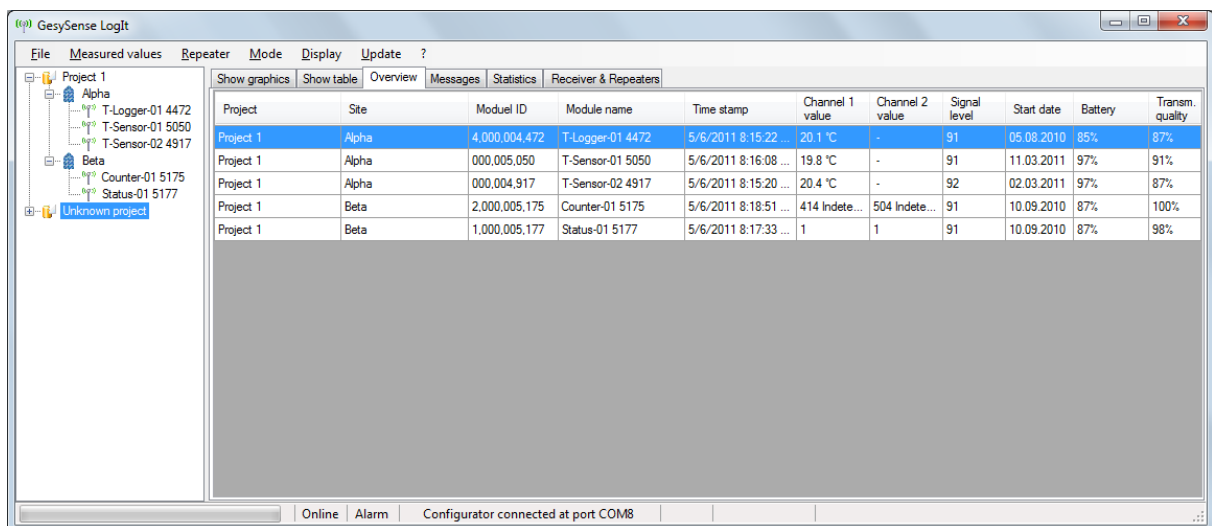 GesySense LogIt
File Measured values Repeater Mode Display Update ?
Project 1
Alpha
T-Logger-01 4472
T-Sensor-01 5050
T-Sensor-02 4917
Beta
Counter-01 5175
Status-01 5177
Unknown project
Show graphics Show table Overview Messages Statistics Receiver & Repeaters
Project Site Moduel ID Module name Time stamp Channel 1 value Channel 2 value Signal level Start date Battery Transm. quality
Project 1 Alpha 4,000,004,472 T-Logger-01 4472 5/6/2011 8:15:22 ... 20.1 °C - 91 05.08.2010 85% 87%
Project 1 Alpha 000,005,050 T-Sensor-01 5050 5/6/2011 8:16:08 ... 19.8 °C - 91 11.03.2011 97% 91%
Project 1 Alpha 000,004,917 T-Sensor-02 4917 5/6/2011 8:15:20 ... 20.4 °C - 92 02.03.2011 97% 87%
Project 1 Beta 2,000,005,175 Counter-01 5175 5/6/2011 8:18:51 ... 414 Indete... 504 Indete... 91 10.09.2010 87% 100%
Project 1 Beta 1,000,005,177 Status-01 5177 5/6/2011 8:17:33 ... 1 1 91 10.09.2010 87% 98%
Online Alarm Configurator connected at port COM8